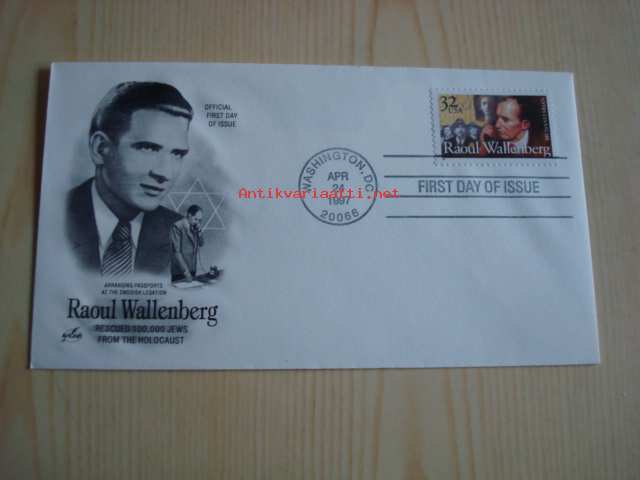 OFFICIAL
FIRST DAY
OF ISSUE
32
USA
Raoul Wallenberg
WASHINGTON, DC
APR
24
1997
20066
FIRST DAY OF ISSUE
Antikvariaatti.net
ARRANGING PASSPORTS
AT THE SWEDISH LEGATION
Raoul Wallenberg
RESCUED 100,000 JEWS
FROM THE HOLOCAUST